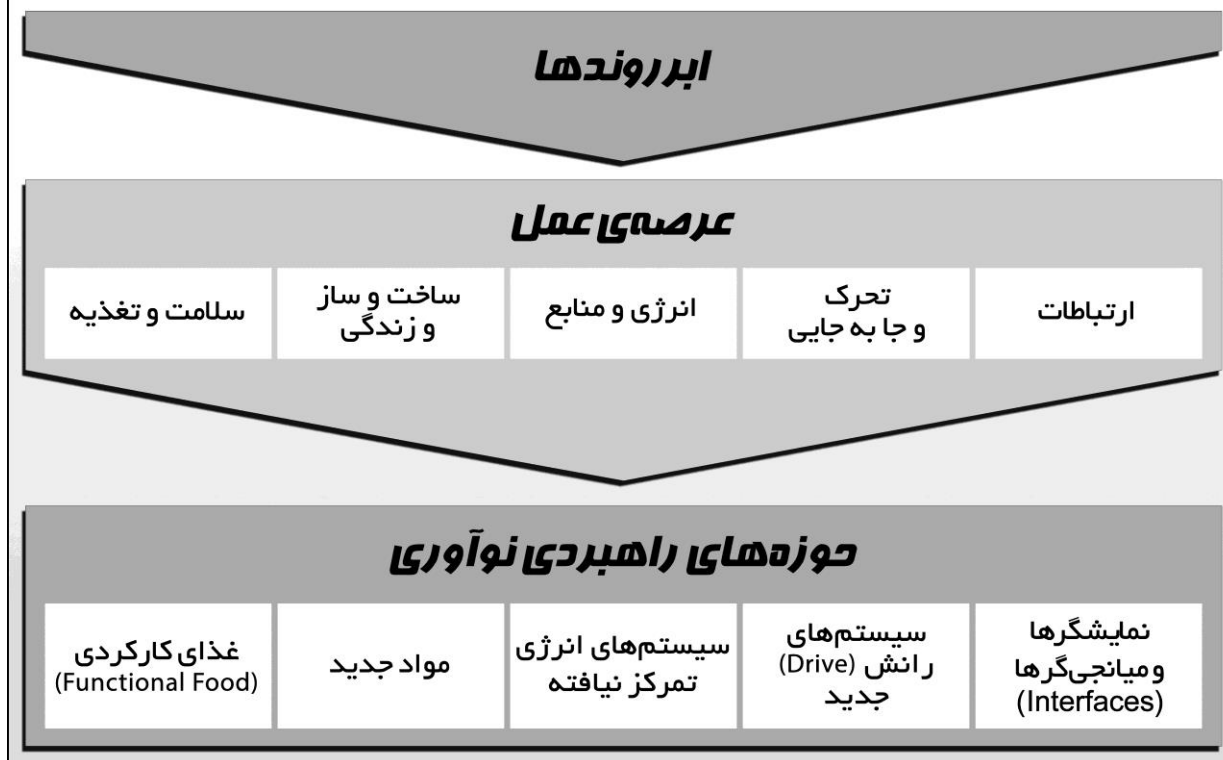 ابرروندها
عرصه‌ی عمل
ارتباطات
تحرک
و جا به جایی
انرژی و منابع
ساخت و ساز
و زندگی
سلامت و تغذیه
حوزه‌های راهبردی نوآوری
نمایشگرها
و میانجی‌گرها
(Interfaces)
سیستم‌های
رانش (Drive)
جدید
سیستم‌های انرژی
تمرکز نیافته
مواد جدید
غذای کارکردی
(Functional Food)